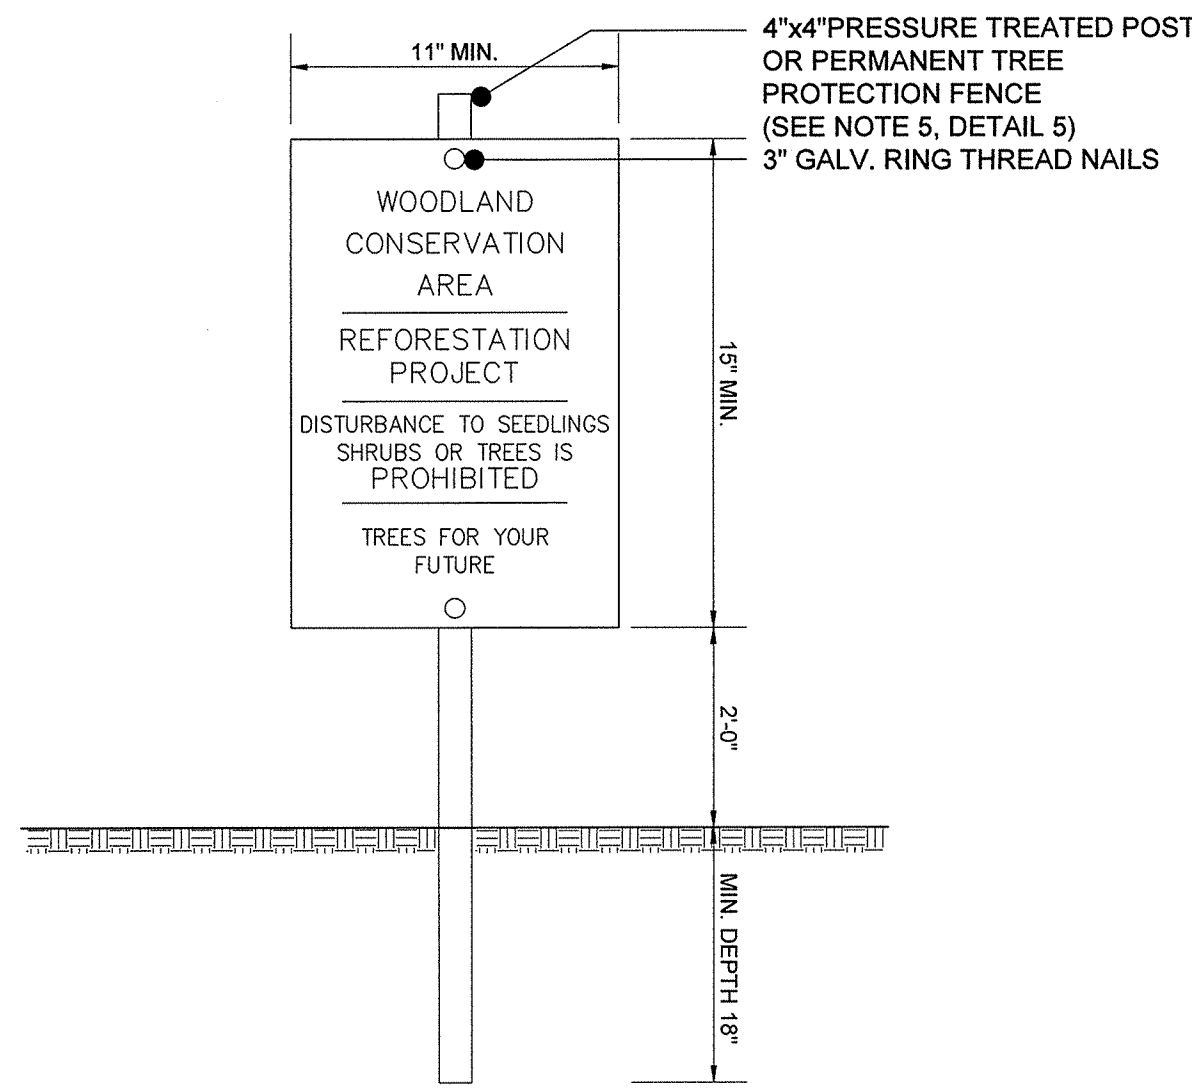 11" MIN.
4"x4"PRESSURE TREATED POST
OR PERMANENT TREE
PROTECTION FENCE
(SEE NOTE 5, DETAIL 5)
3" GALV. RING THREAD NAILS
WOODLAND
CONSERVATION
AREA
REFORESTATION
PROJECT
DISTURBANCE TO SEEDLINGS
SHRUBS OR TREES IS
PROHIBITED
TREES FOR YOUR
FUTURE
15" MIN.
2'-0"
MIN. DEPTH 18"